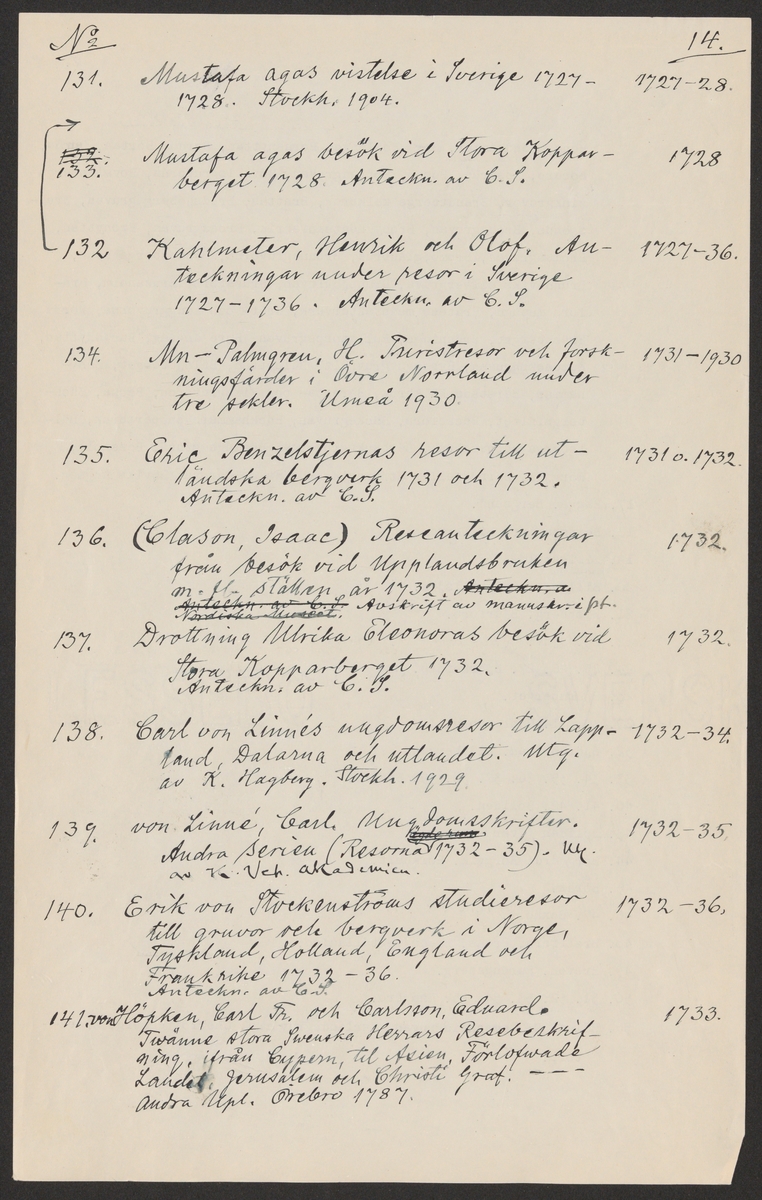 No 14.
131. Mustafa agas vistelse i Sverige 1727- 1727-28.
1728. Stockh. 1904.
132. Mustafa agas besök vid Stora Koppar- 1728
133. berget 1728. Anteckn. av C. S.
132 Kahlmeter, Henrik och Olof. An- 1727-36.
teckningar under resor i Sverige
1727-1736. Anteckn. av C. S.
134. Mn-Palmgren, H. Turistresor och forsk- 1731-1930
ningsfärder i Övre Norrland under
tre sekler. Umeå 1930.
135. Eric Benzelstjernas resor till ut- 1731 o. 1732.
ländska bergverk 1731 och 1732.
Anteckn. av C.S.
136. (Clason, Isaac) Reseanteckningar 1732.
från besök vid Upplandsbruken
m. fl. ställen år 1732. Anteckn. a
Anteckn. av C. S. Avskrift av manuskr. i pt.
Nordiska Museet.
137. Drottning Ulrika Eleonoras besök vid 1732.
Stora Kopparberget 1732.
Anteckn. av C. S.
138. Carl von Linnés ungdomsresor till Lapp- 1732-34.
land, Dalarna och utlandet. Utg.
av K. Hagberg. Stockh. 1929.
139. von Linné, Carl. Ungdomsskrifter. 1732-35.
Andra serien (Resorna 1732-35). Utg.
av K. Vet. akademien.
140. Erik von Stockenströms studieresor 1732-36.
till gruvor och bergverk i Norge,
Tyskland, Holland, England och
Frankrike 1732-36.
Anteckn. av C.S.
141. von Höpken, Carl Fr. och Carlsson, Eduard. 1733.
Twänne stora Swenska Herrars Resebeskrif-
ning, ifrån Cypern, til Asien, Förlofwade
Landet, Jerusalem och Christi Graf. ---
Andra Upl. Örebro 1787.